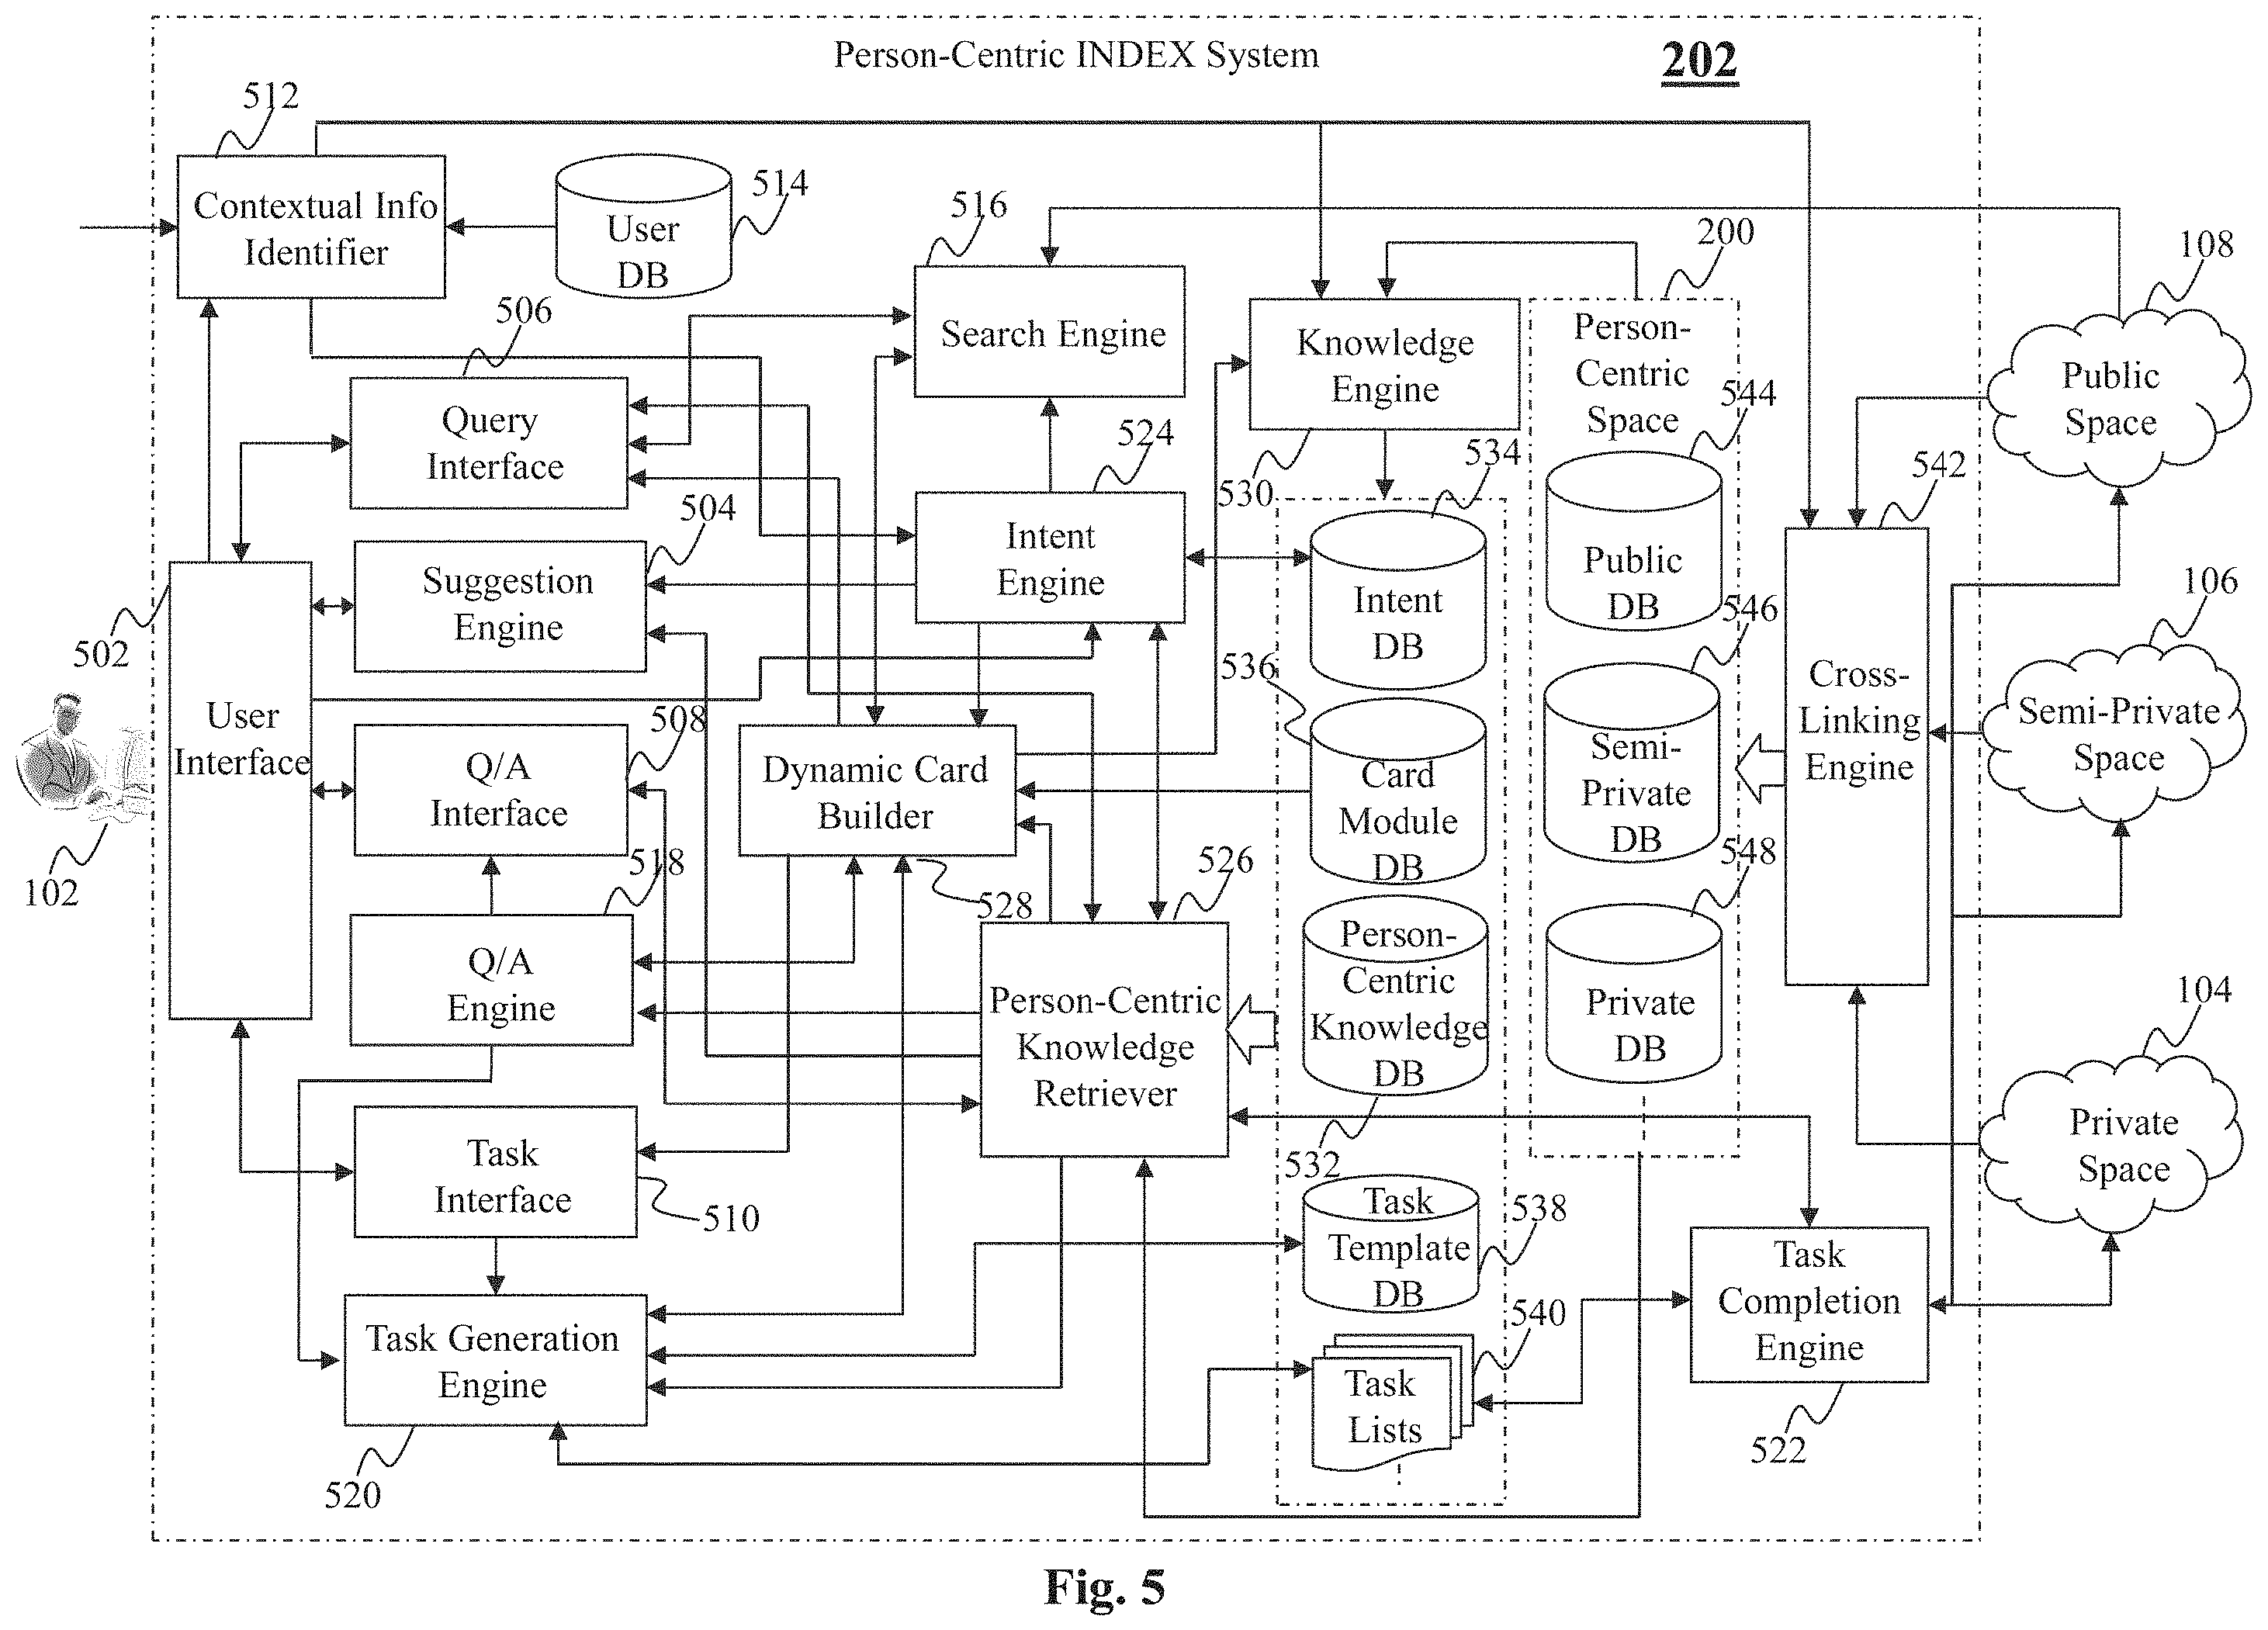 Person-Centric INDEX System
202
512
Contextual Info
Identifier
User
DB
514
516
Search Engine
200
Knowledge
Engine
530
Person-
Centric
Space
108
Public
Space
506
Query
Interface
544
Public
DB
524
Intent
Engine
534
Intent
DB
542
Cross-
Linking
Engine
504
Suggestion
Engine
106
Semi-Private
Space
502
User
Interface
102
546
Semi-
Private
DB
536
Card
Module
DB
508
Q/A
Interface
Dynamic Card
Builder
528
548
Private
DB
518
Q/A
Engine
526
Person-Centric
Knowledge
Retriever
Person-
Centric
Knowledge
DB
532
104
Private
Space
Task
Interface
510
Task
Template
DB
538
Task
Completion
Engine
522
Task Generation
Engine
520
540
Task
Lists
Fig. 5